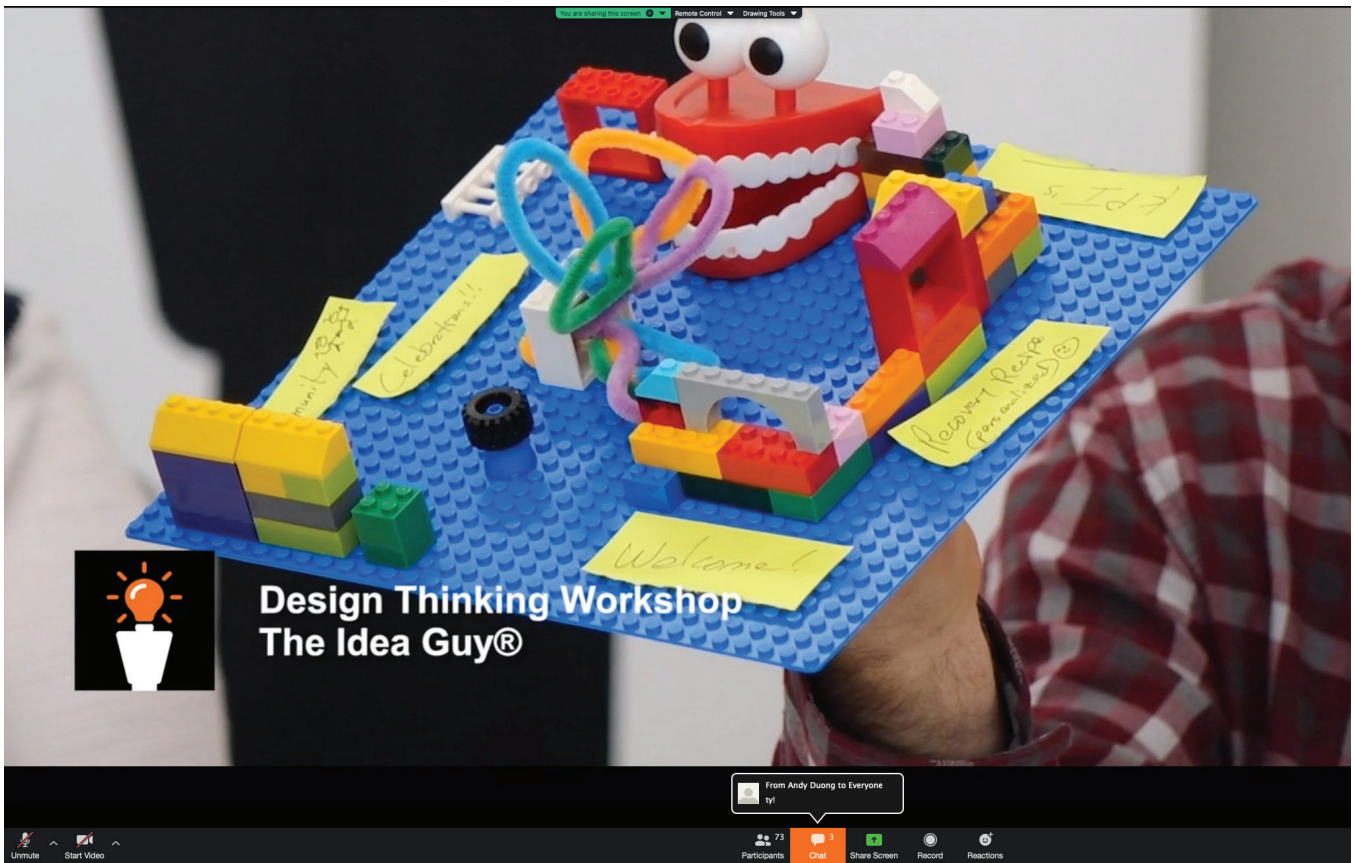 You are sharing this screen
Remote Control
Drawing Tools
KPI's
Celebrations!!
Recovery Recipe
(personalized)
Welcome!
Design Thinking Workshop
The Idea Guy®
From Andy Duong to Everyone
ty!
Unmute
Start Video
73
Participants
3
Chat
Share Screen
Record
Reactions